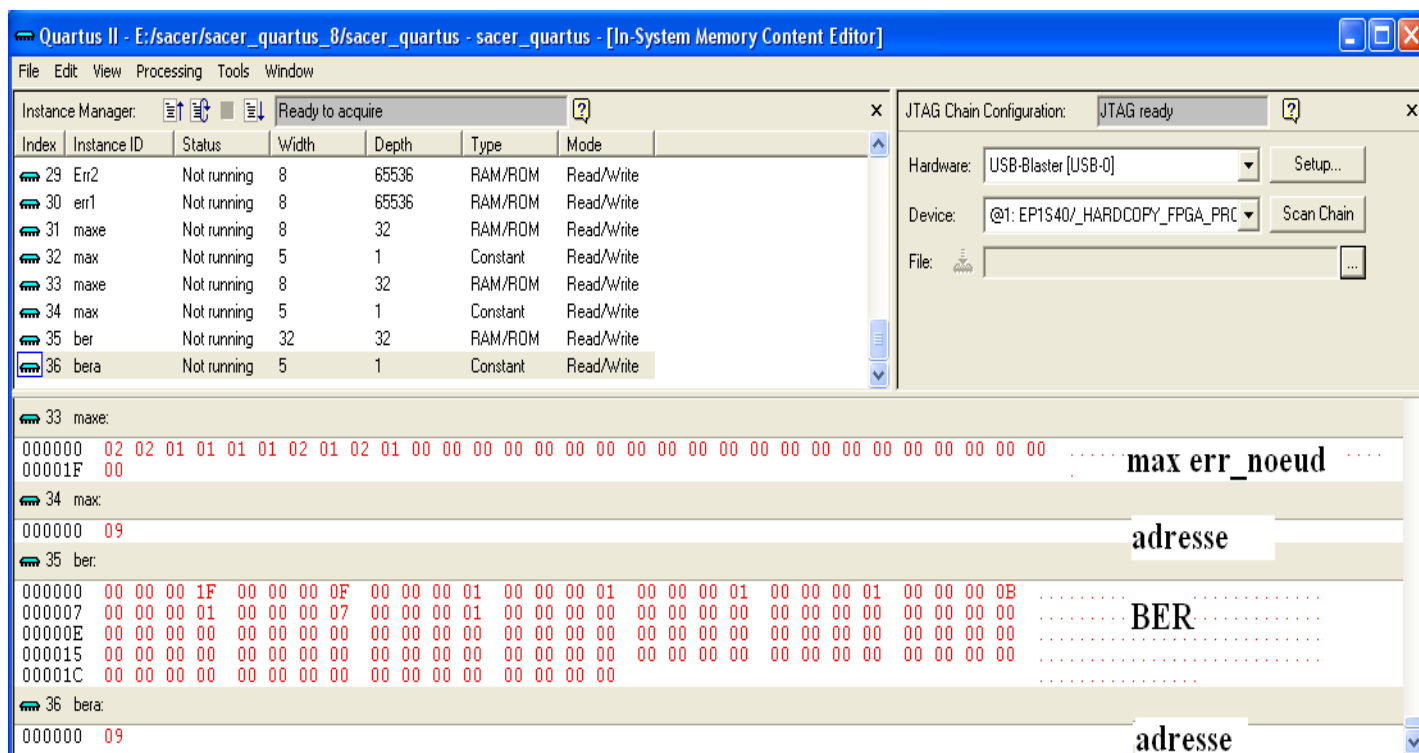 Quartus II - E:/sacer/sacer_quartus_8/sacer_quartus - sacer_quartus - [In-System Memory Content Editor]
File Edit View Processing Tools Window
Instance Manager: Ready to acquire
JTAG Chain Configuration: JTAG ready
Index Instance ID Status Width Depth Type Mode
29 Err2 Not running 8 65536 RAM/ROM Read/Write
30 err1 Not running 8 65536 RAM/ROM Read/Write
31 maxe Not running 8 32 RAM/ROM Read/Write
32 max Not running 5 1 Constant Read/Write
33 maxe Not running 8 32 RAM/ROM Read/Write
34 max Not running 5 1 Constant Read/Write
35 ber Not running 32 32 RAM/ROM Read/Write
36 bera Not running 5 1 Constant Read/Write
Hardware: USB-Blaster [USB-0] Setup...
Device: @1: EP1S40/_HARDCOPY_FPGA_PRC Scan Chain
File: ...
33 maxe:
000000 02 02 01 01 01 01 02 01 02 01 00 00 00 00 00 00 00 00 00 00 00 00 00 00 00 00 00 00 00 00 00 max err_noeud
00001F 00
34 max:
000000 09 adresse
35 ber:
000000 00 00 00 1F 00 00 00 0F 00 00 00 01 00 00 00 01 00 00 00 01 00 00 00 01 00 00 00 0B
000007 00 00 00 01 00 00 00 07 00 00 00 01 00 00 00 00 00 00 00 00 00 00 00 00 00 00 00 00 BER
00000E 00 00 00 00 00 00 00 00 00 00 00 00 00 00 00 00 00 00 00 00 00 00 00 00 00 00 00 00
000015 00 00 00 00 00 00 00 00 00 00 00 00 00 00 00 00 00 00 00 00 00 00 00 00 00 00 00 00
00001C 00 00 00 00 00 00 00 00 00 00 00 00 00 00 00 00
36 bera:
000000 09 adresse